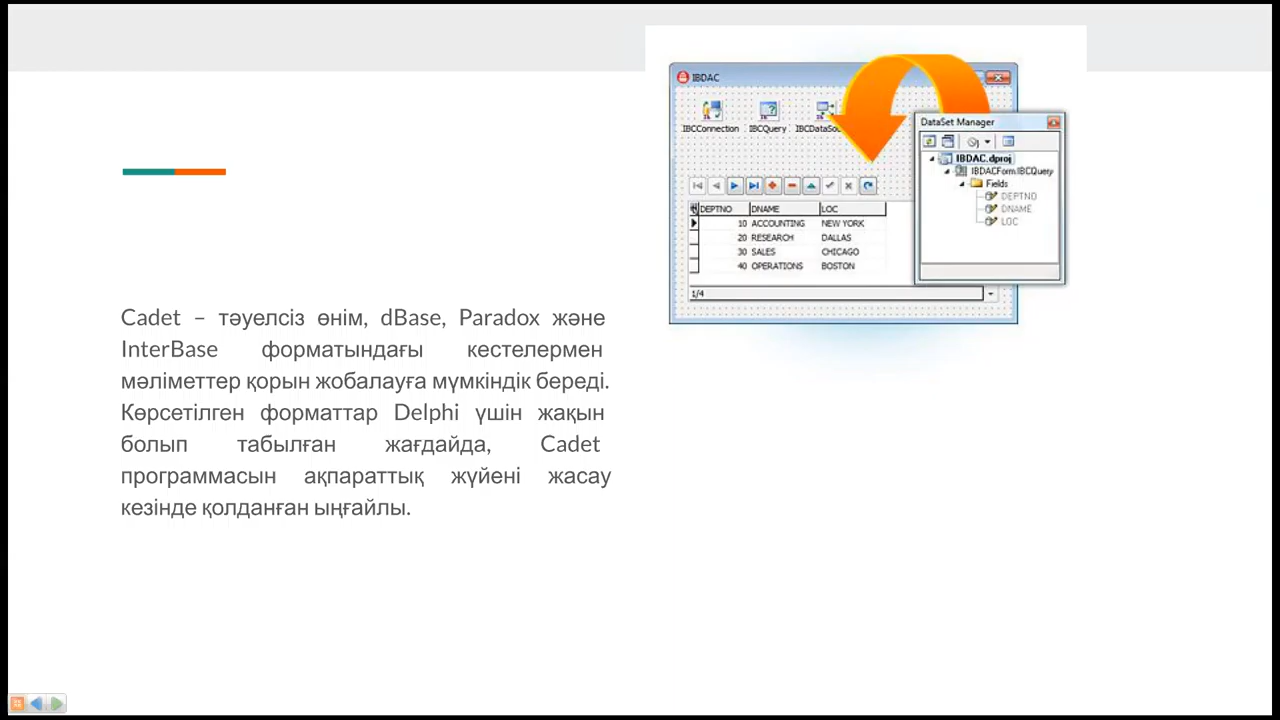 IBDAC
IBCConnection IBCQuery
DEPTNO DNAME LOC
10 ACCOUNTING NEW YORK
20 RESEARCH DALLAS
30 SALES CHICAGO
40 OPERATIONS BOSTON
1/4
DataSet Manager
IBDAC.dproj
IBDACForm.IBCQuery
Fields
DEPTNO
DNAME
LOC
Cadet – тәуелсіз өнім, dBase, Paradox және
InterBase форматындағы кестелермен
мәліметтер қорын жобалауға мүмкіндік береді.
Көрсетілген форматтар Delphi үшін жақын
болып табылған жағдайда, Cadet
программасын ақпараттық жүйені жасау
кезінде қолданған ыңғайлы.